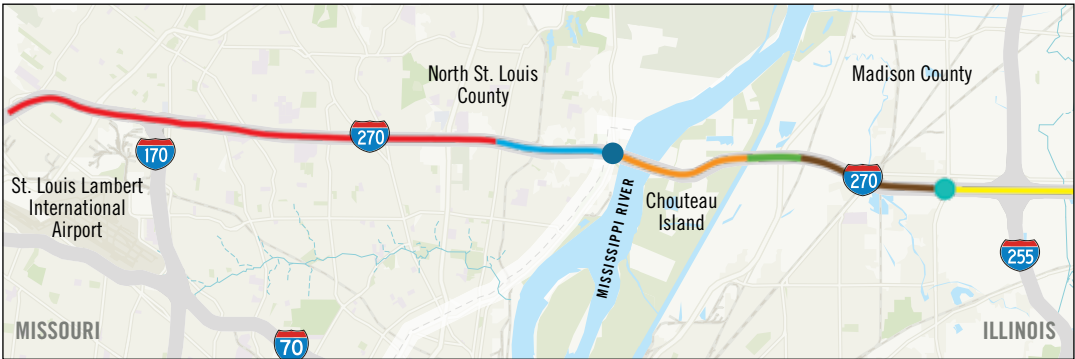 North St. Louis
County
Madison County
270
170
St. Louis Lambert
International
Airport
270
Chouteau
Island
MISSISSIPPI RIVER
255
MISSOURI
70
ILLINOIS